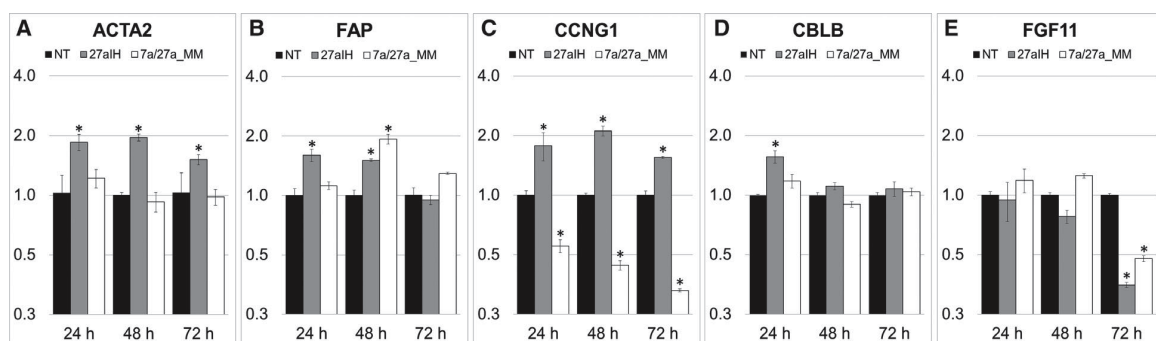 A ACTA2
■ NT ■ 27aIH □ 7a/27a_MM
4.0
2.0
1.0
0.5
0.3
* * *
24 h 48 h 72 h
B FAP
■ NT ■ 27aIH □ 7a/27a_MM
4.0
2.0
1.0
0.5
0.3
* * *
24 h 48 h 72 h
C CCNG1
■ NT ■ 27aIH □ 7a/27a_MM
4.0
2.0
1.0
0.5
0.3
* * * * * *
24 h 48 h 72 h
D CBLB
■ NT ■ 27aIH □ 7a/27a_MM
4.0
2.0
1.0
0.5
0.3
*
24 h 48 h 72 h
E FGF11
■ NT ■ 27aIH □ 7a/27a_MM
4.0
2.0
1.0
0.5
0.3
* *
24 h 48 h 72 h